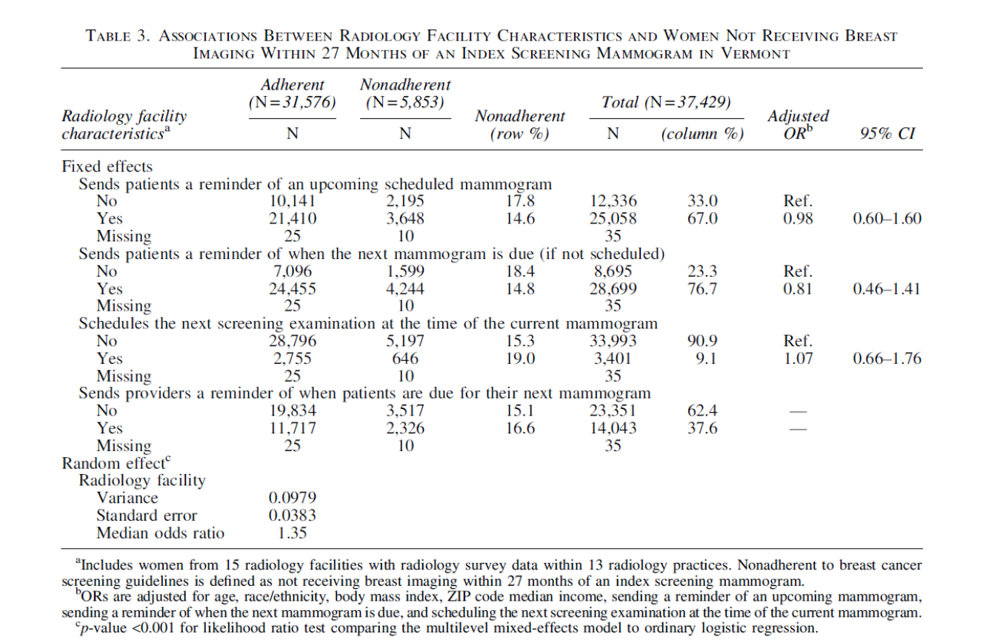 TABLE 3. ASSOCIATIONS BETWEEN RADIOLOGY FACILITY CHARACTERISTICS AND WOMEN NOT RECEIVING BREAST
IMAGING WITHIN 27 MONTHS OF AN INDEX SCREENING MAMMOGRAM IN VERMONT
Adherent Nonadherent
(N=31,576) (N=5,853) Total (N=37,429)
Radiology facility Nonadherent Adjusted
characteristicsa N N (row %) N (column %) ORb 95% CI
Fixed effects
Sends patients a reminder of an upcoming scheduled mammogram
No 10,141 2,195 17.8 12,336 33.0 Ref.
Yes 21,410 3,648 14.6 25,058 67.0 0.98 0.60–1.60
Missing 25 10 35
Sends patients a reminder of when the next mammogram is due (if not scheduled)
No 7,096 1,599 18.4 8,695 23.3 Ref.
Yes 24,455 4,244 14.8 28,699 76.7 0.81 0.46–1.41
Missing 25 10 35
Schedules the next screening examination at the time of the current mammogram
No 28,796 5,197 15.3 33,993 90.9 Ref.
Yes 2,755 646 19.0 3,401 9.1 1.07 0.66–1.76
Missing 25 10 35
Sends providers a reminder of when patients are due for their next mammogram
No 19,834 3,517 15.1 23,351 62.4 —
Yes 11,717 2,326 16.6 14,043 37.6 —
Missing 25 10 35
Random effectc
Radiology facility
Variance 0.0979
Standard error 0.0383
Median odds ratio 1.35
aIncludes women from 15 radiology facilities with radiology survey data within 13 radiology practices. Nonadherent to breast cancer
screening guidelines is defined as not receiving breast imaging within 27 months of an index screening mammogram.
bORs are adjusted for age, race/ethnicity, body mass index, ZIP code median income, sending a reminder of an upcoming mammogram,
sending a reminder of when the next mammogram is due, and scheduling the next screening examination at the time of the current mammogram.
cp-value <0.001 for likelihood ratio test comparing the multilevel mixed-effects model to ordinary logistic regression.